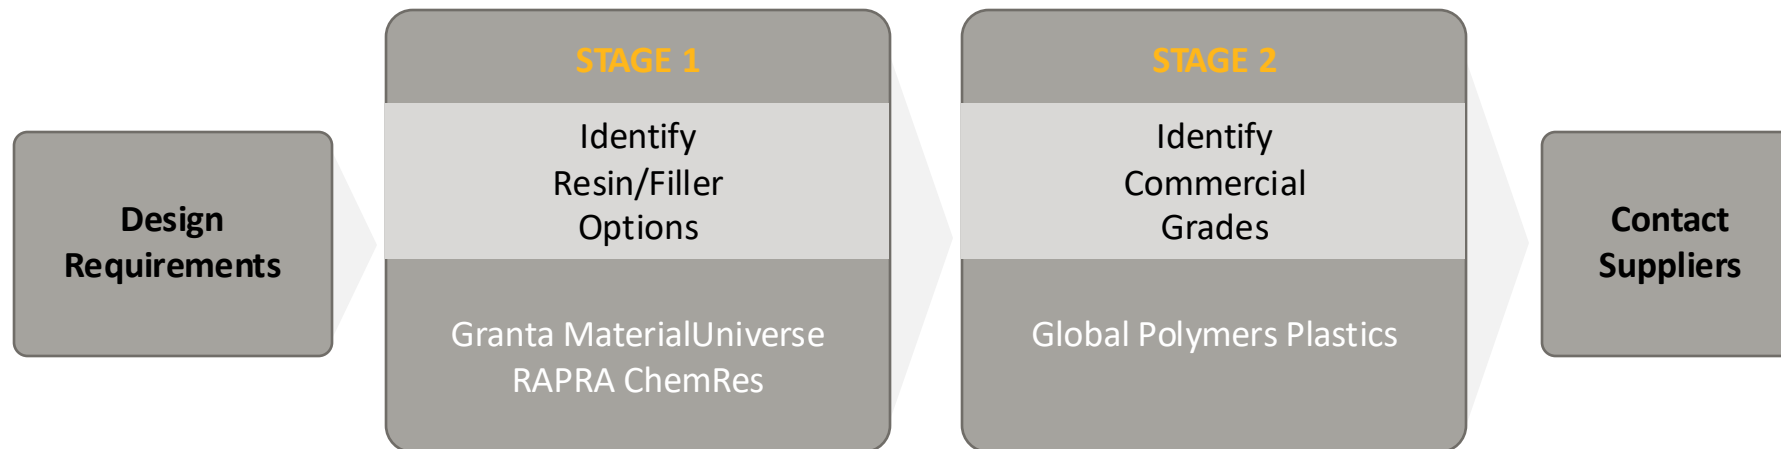 Design
Requirements
STAGE 1
Identify
Resin/Filler
Options
Granta MaterialUniverse
RAPRA ChemRes
STAGE 2
Identify
Commercial
Grades
Global Polymers Plastics
Contact
Suppliers